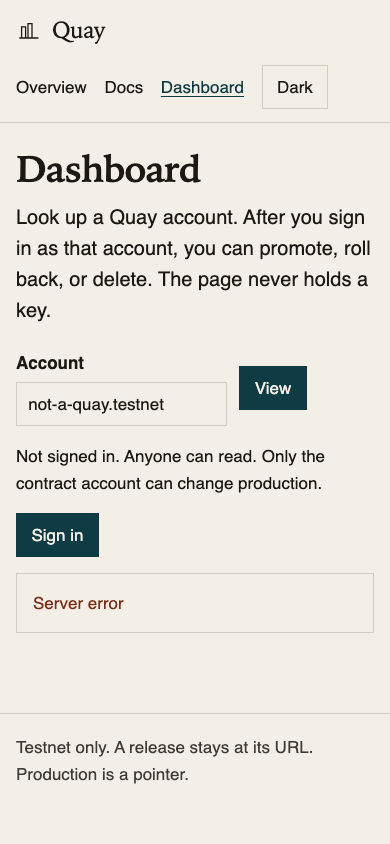 Quay
Overview Docs Dashboard Dark
Dashboard
Look up a Quay account. After you sign
in as that account, you can promote, roll
back, or delete. The page never holds a
key.
Account
not-a-quay.testnet View
Not signed in. Anyone can read. Only the
contract account can change production.
Sign in
Server error
Testnet only. A release stays at its URL.
Production is a pointer.